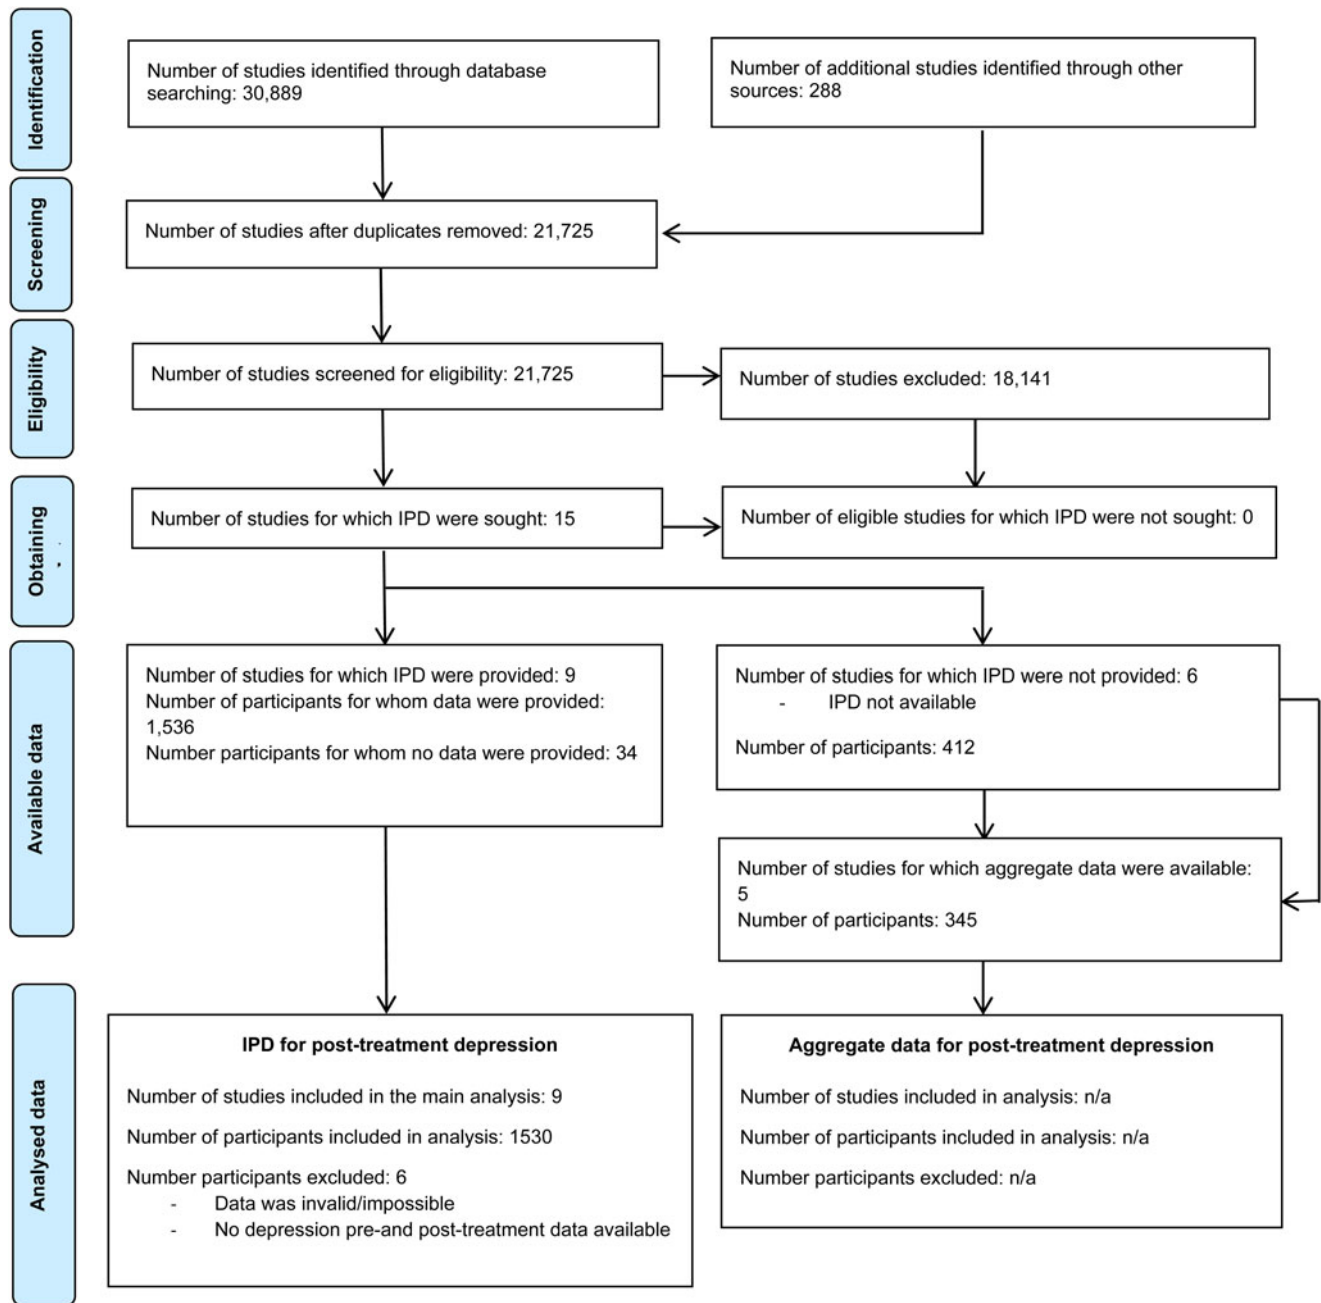 Identification
Number of studies identified through database
searching: 30,889
Number of additional studies identified through other
sources: 288
Screening
Number of studies after duplicates removed: 21,725
Eligibility
Number of studies screened for eligibility: 21,725
Number of studies excluded: 18,141
Obtaining
Number of studies for which IPD were sought: 15
Number of eligible studies for which IPD were not sought: 0
Available data
Number of studies for which IPD were provided: 9
Number of participants for whom data were provided:
1,536
Number participants for whom no data were provided: 34
Number of studies for which IPD were not provided: 6
- IPD not available
Number of participants: 412
Number of studies for which aggregate data were available:
5
Number of participants: 345
Analysed data
IPD for post-treatment depression
Number of studies included in the main analysis: 9
Number of participants included in analysis: 1530
Number participants excluded: 6
- Data was invalid/impossible
- No depression pre-and post-treatment data available
Aggregate data for post-treatment depression
Number of studies included in analysis: n/a
Number of participants included in analysis: n/a
Number participants excluded: n/a